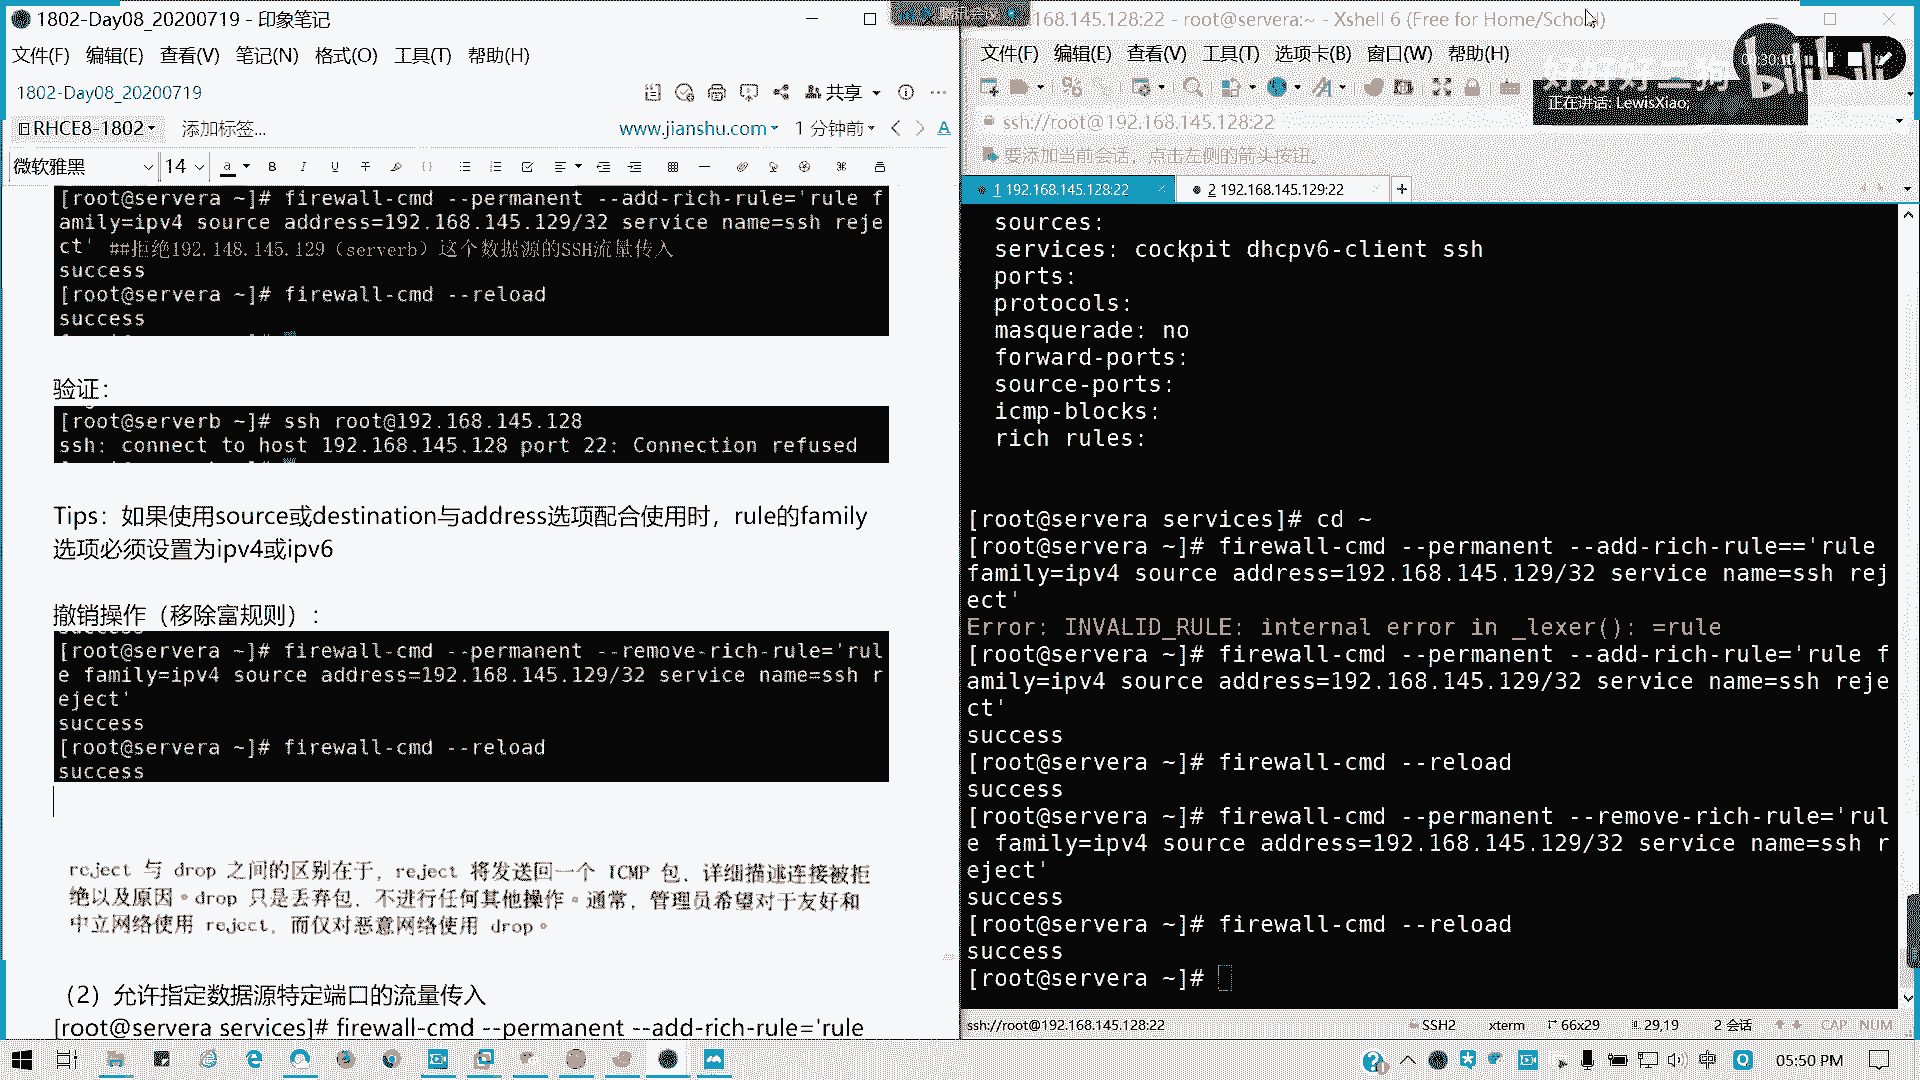 1802-Day08_20200719 - 印象笔记
文件(F) 编辑(E) 查看(V) 笔记(N) 格式(O) 工具(T) 帮助(H)
1802-Day08_20200719
共享
RHCE8-1802 添加标签...
www.jianshu.com 1 分钟前
微软雅黑 14
[root@servera ~]# firewall-cmd --permanent --add-rich-rule='rule f
amily=ipv4 source address=192.168.145.129/32 service name=ssh reje
ct' ##拒绝192.148.145.129（serverb）这个数据源的SSH流量传入
success
[root@servera ~]# firewall-cmd --reload
success
验证：
[root@serverb ~]# ssh root@192.168.145.128
ssh: connect to host 192.168.145.128 port 22: Connection refused
Tips：如果使用source或destination与address选项配合使用时，rule的family
选项必须设置为ipv4或ipv6
撤销操作（移除富规则）：
success
[root@servera ~]# firewall-cmd --permanent --remove-rich-rule='rul
e family=ipv4 source address=192.168.145.129/32 service name=ssh r
eject'
success
[root@servera ~]# firewall-cmd --reload
success
reject 与 drop 之间的区别在于，reject 将发送回一个 ICMP 包，详细描述连接被拒
绝以及原因。drop 只是丢弃包，不进行任何其他操作。通常，管理员希望对于友好和
中立网络使用 reject，而仅对恶意网络使用 drop。
（2）允许指定数据源特定端口的流量传入
[root@servera services]# firewall-cmd --permanent --add-rich-rule='rule
168.145.128:22 - root@servera:~ - Xshell 6 (Free for Home/School)
文件(F) 编辑(E) 查看(V) 工具(T) 选项卡(B) 窗口(W) 帮助(H)
正在讲话: LewisXiao;
ssh://root@192.168.145.128:22
要添加当前会话，点击左侧的箭头按钮。
1 192.168.145.128:22 2 192.168.145.129:22
sources:
services: cockpit dhcpv6-client ssh
ports:
protocols:
masquerade: no
forward-ports:
source-ports:
icmp-blocks:
rich rules:
[root@servera services]# cd ~
[root@servera ~]# firewall-cmd --permanent --add-rich-rule=='rule
family=ipv4 source address=192.168.145.129/32 service name=ssh rej
ect'
Error: INVALID_RULE: internal error in _lexer(): =rule
[root@servera ~]# firewall-cmd --permanent --add-rich-rule='rule f
amily=ipv4 source address=192.168.145.129/32 service name=ssh reje
ct'
success
[root@servera ~]# firewall-cmd --reload
success
[root@servera ~]# firewall-cmd --permanent --remove-rich-rule='rul
e family=ipv4 source address=192.168.145.129/32 service name=ssh r
eject'
success
[root@servera ~]# firewall-cmd --reload
success
[root@servera ~]#
ssh://root@192.168.145.128:22 SSH2 xterm 66x29 29,19 2 会话 CAP NUM
中 05:50 PM